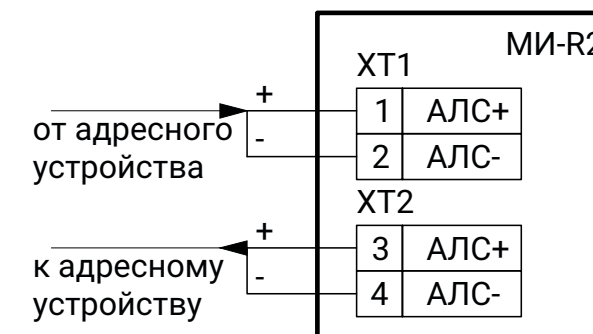 МИ-R2
XT1
+
1 АЛС+
от адресного
-
2 АЛС-
устройства
XT2
+
3 АЛС+
к адресному
-
4 АЛС-
устройству